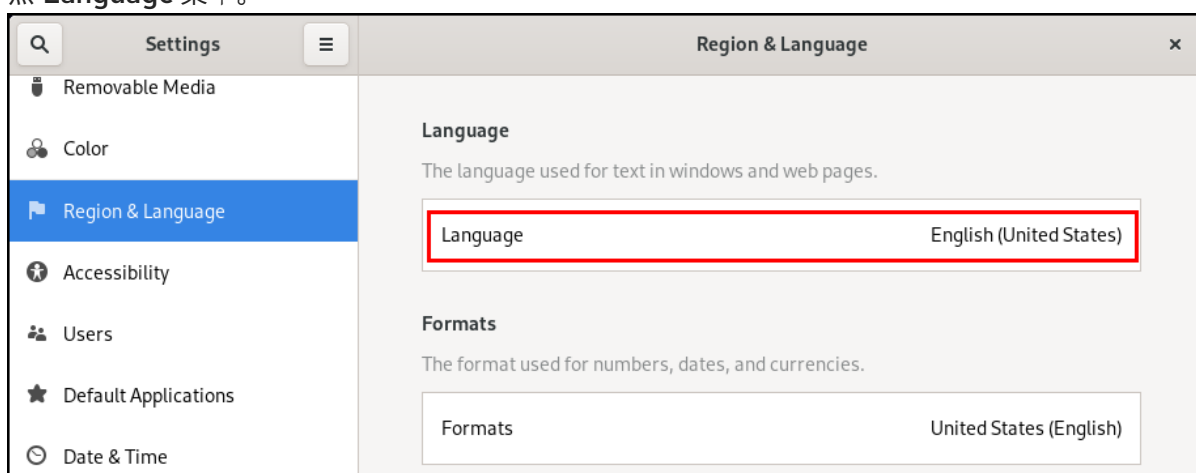 Language
Settings
Region & Language
Removable Media
Color
Region & Language
Accessibility
Users
Default Applications
Date & Time
Language
The language used for text in windows and web pages.
Language English (United States)
Formats
The format used for numbers, dates, and currencies.
Formats United States (English)